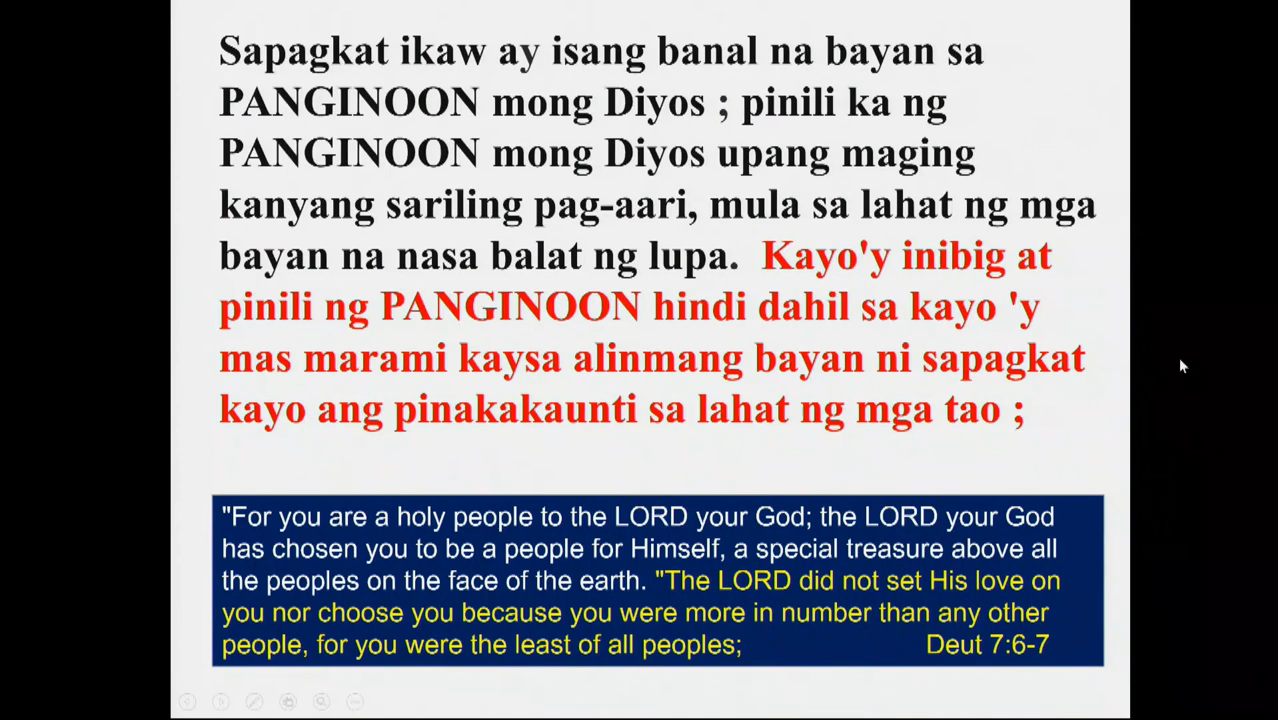 Sapagkat ikaw ay isang banal na bayan sa
PANGINOON mong Diyos ; pinili ka ng
PANGINOON mong Diyos upang maging
kanyang sariling pag-aari, mula sa lahat ng mga
bayan na nasa balat ng lupa. Kayo'y inibig at
pinili ng PANGINOON hindi dahil sa kayo 'y
mas marami kaysa alinmang bayan ni sapagkat
kayo ang pinakakaunti sa lahat ng mga tao ;
"For you are a holy people to the LORD your God; the LORD your God
has chosen you to be a people for Himself, a special treasure above all
the peoples on the face of the earth. "The LORD did not set His love on
you nor choose you because you were more in number than any other
people, for you were the least of all peoples; Deut 7:6-7